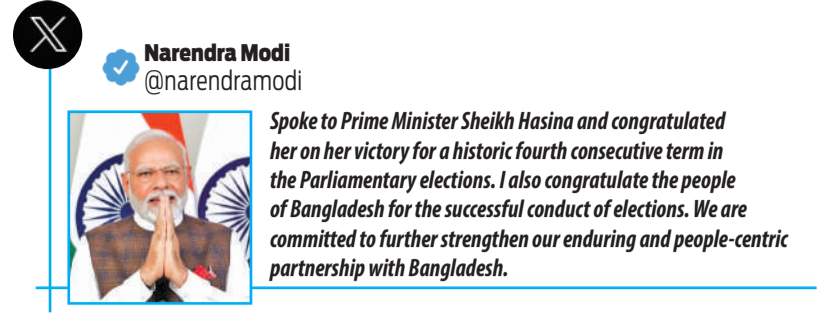 Narendra Modi
@narendramodi
Spoke to Prime Minister Sheikh Hasina and congratulated
her on her victory for a historic fourth consecutive term in
the Parliamentary elections. I also congratulate the people
of Bangladesh for the successful conduct of elections. We are
committed to further strengthen our enduring and people-centric
partnership with Bangladesh.